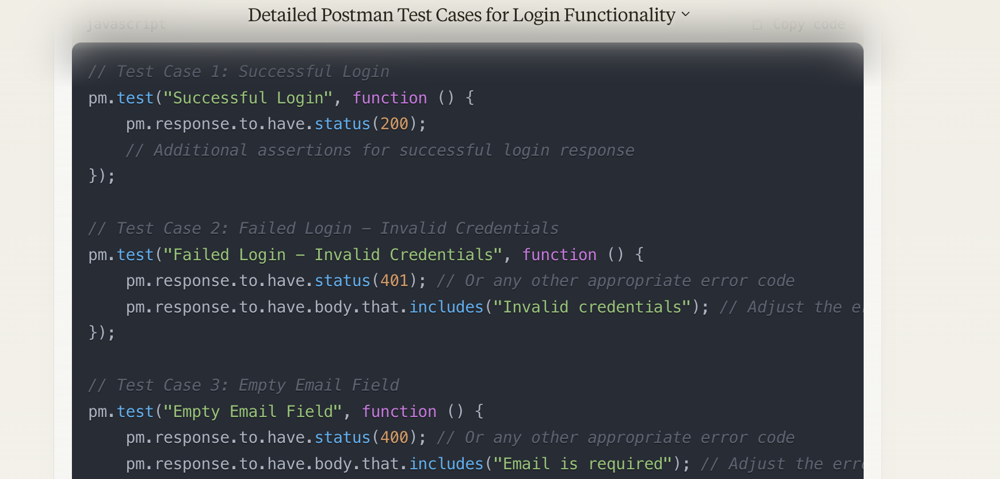 Detailed Postman Test Cases for Login Functionality
javascript
Copy code
// Test Case 1: Successful Login
pm.test("Successful Login", function () {
    pm.response.to.have.status(200);
    // Additional assertions for successful login response
});
// Test Case 2: Failed Login – Invalid Credentials
pm.test("Failed Login – Invalid Credentials", function () {
    pm.response.to.have.status(401); // Or any other appropriate error code
    pm.response.to.have.body.that.includes("Invalid credentials"); // Adjust the
});
// Test Case 3: Empty Email Field
pm.test("Empty Email Field", function () {
    pm.response.to.have.status(400); // Or any other appropriate error code
    pm.response.to.have.body.that.includes("Email is required"); // Adjust the